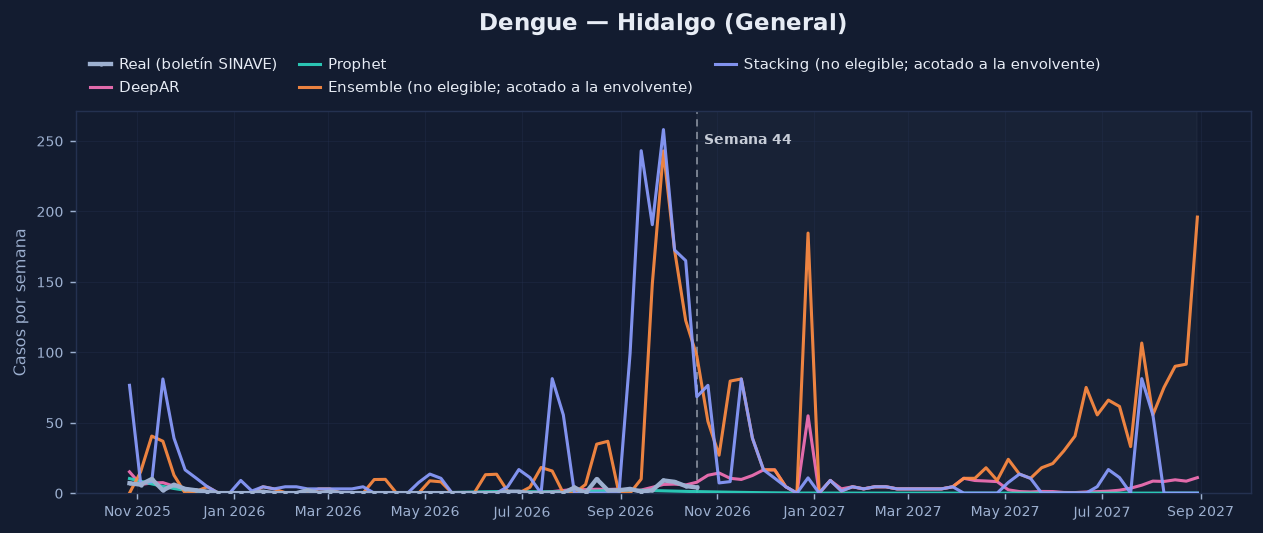 Dengue — Hidalgo (General)
Real (boletín SINAVE)
Prophet
Stacking (no elegible; acotado a la envolvente)
DeepAR
Ensemble (no elegible; acotado a la envolvente)
Semana 44
Casos por semana
250
200
150
100
50
0
Nov 2025
Jan 2026
Mar 2026
May 2026
Jul 2026
Sep 2026
Nov 2026
Jan 2027
Mar 2027
May 2027
Jul 2027
Sep 2027